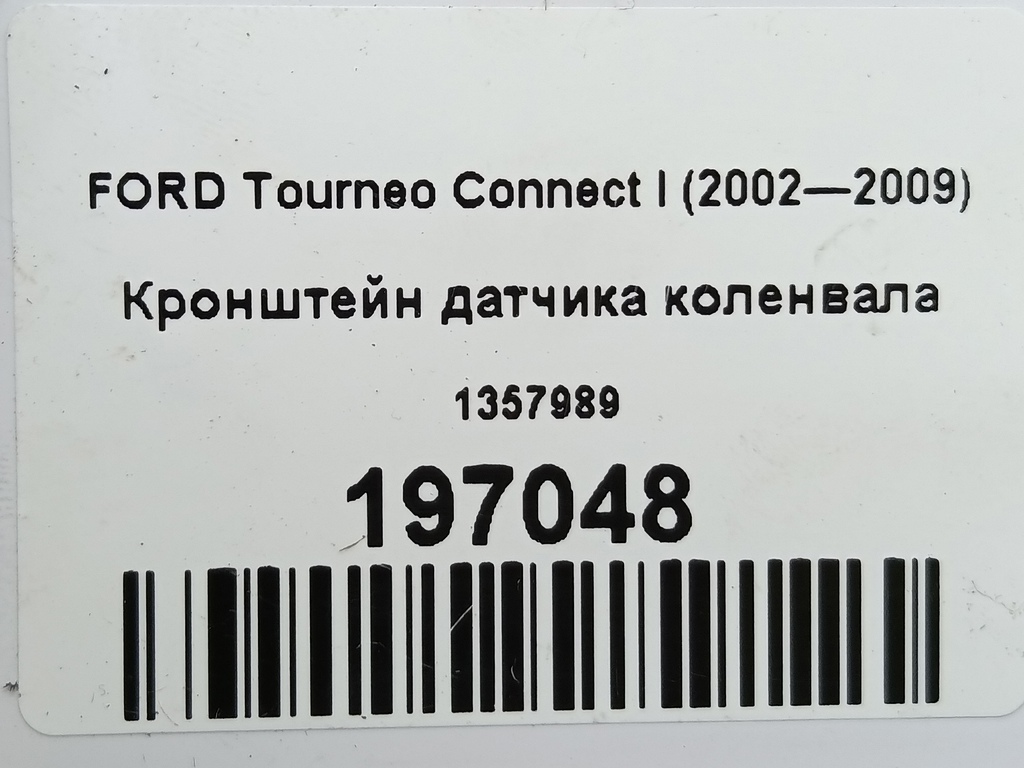 FORD Tourneo Connect I (2002—2009)
Кронштейн датчика коленвала
1357989
197048